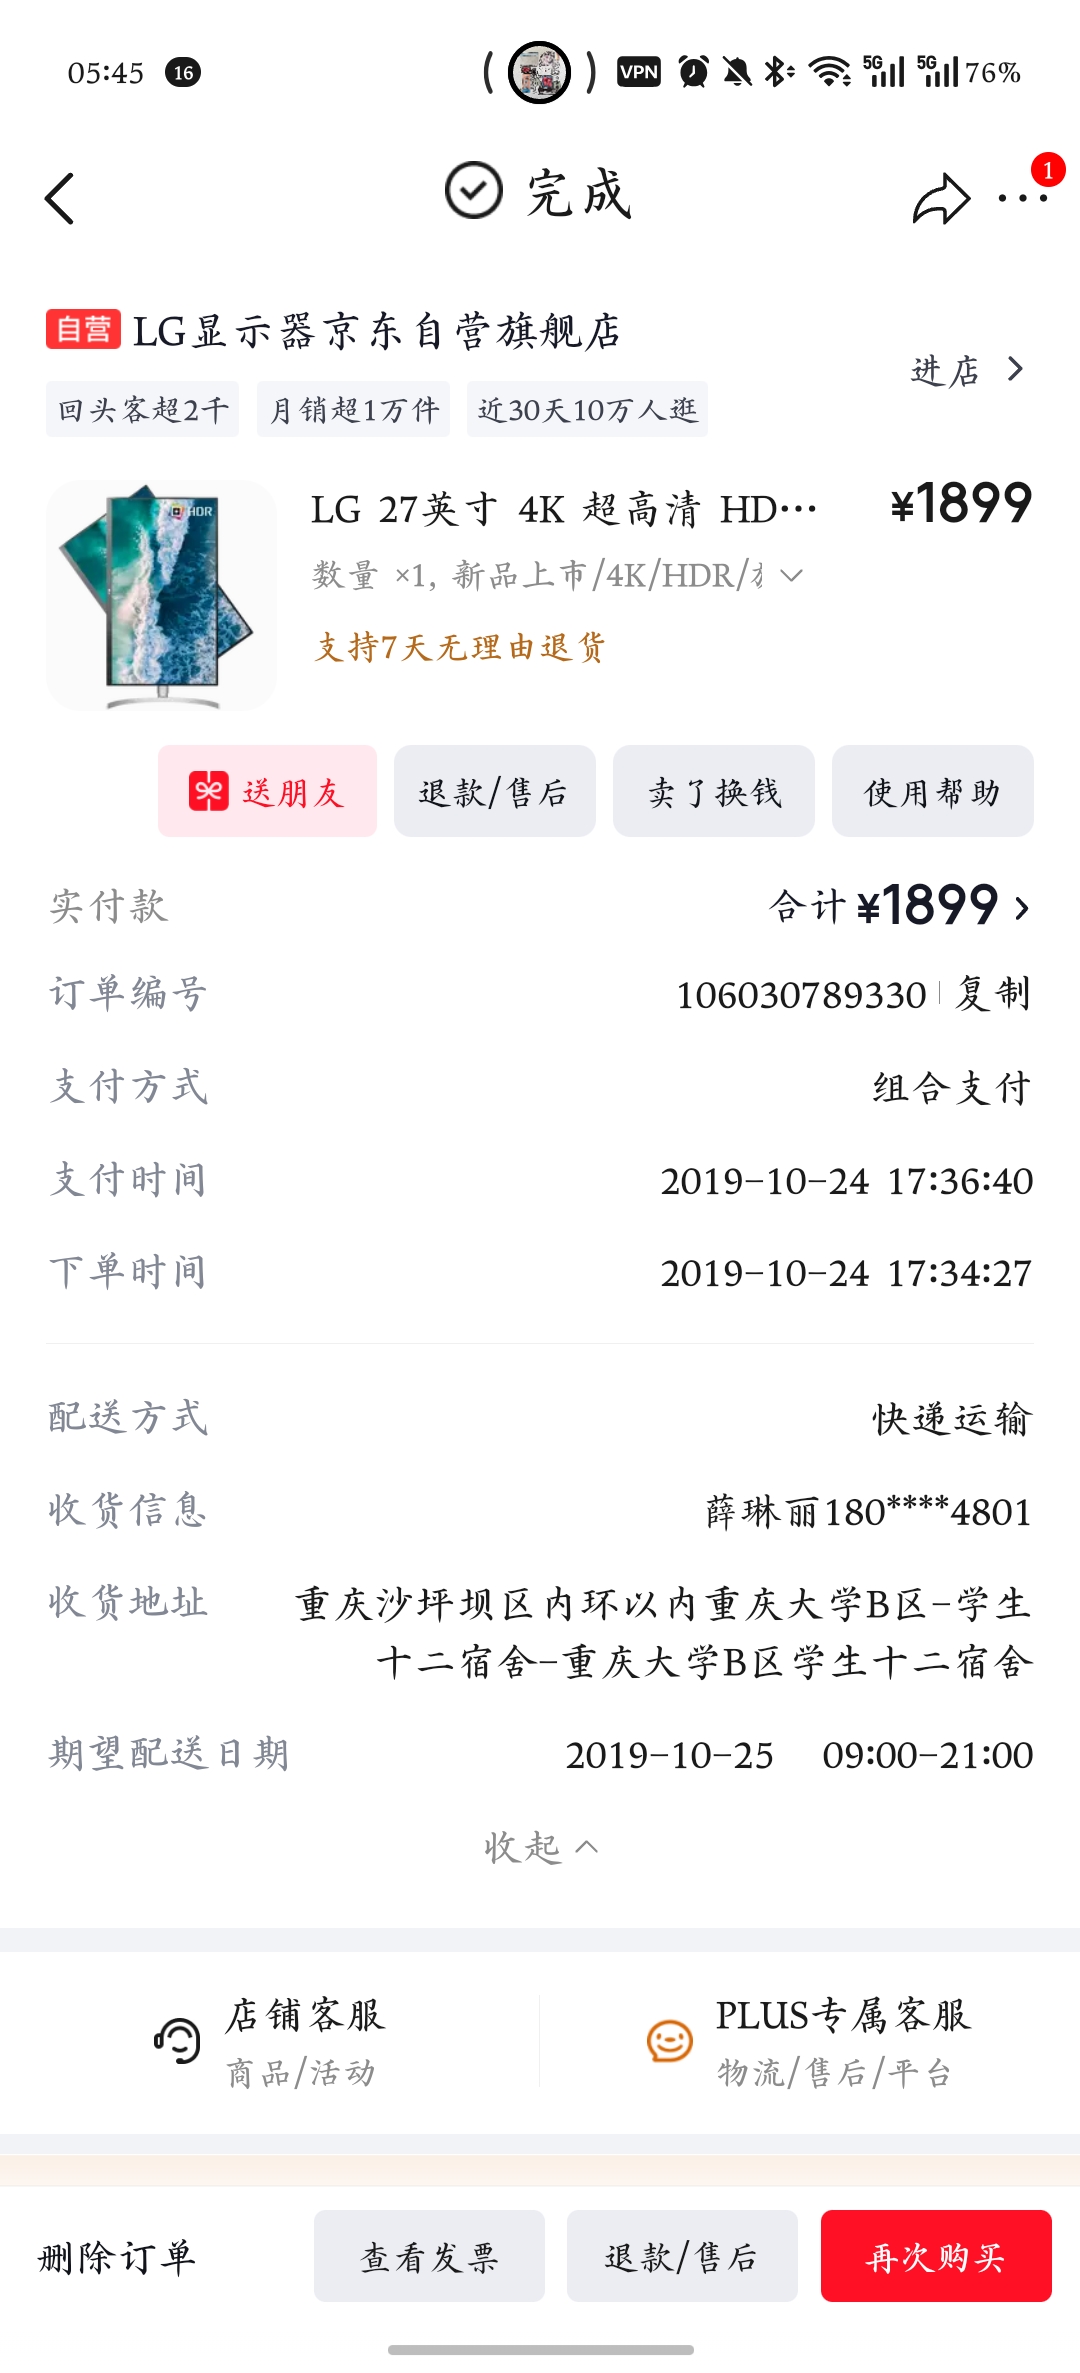 05:45 16 VPN 5G 5G 76%
完成
1
自营 LG显示器京东自营旗舰店
进店
回头客超2千 月销超1万件 近30天10万人逛
HDR
LG 27英寸 4K 超高清 HD… ¥1899
数量 ×1, 新品上市/4K/HDR/
支持7天无理由退货
送朋友 退款/售后 卖了换钱 使用帮助
实付款 合计 ¥1899
订单编号 106030789330 | 复制
支付方式 组合支付
支付时间 2019-10-24 17:36:40
下单时间 2019-10-24 17:34:27
配送方式 快递运输
收货信息 薛琳丽180****4801
收货地址 重庆沙坪坝区内环以内重庆大学B区-学生
十二宿舍-重庆大学B区学生十二宿舍
期望配送日期 2019-10-25 09:00-21:00
收起
店铺客服 PLUS专属客服
商品/活动 物流/售后/平台
删除订单 查看发票 退款/售后 再次购买